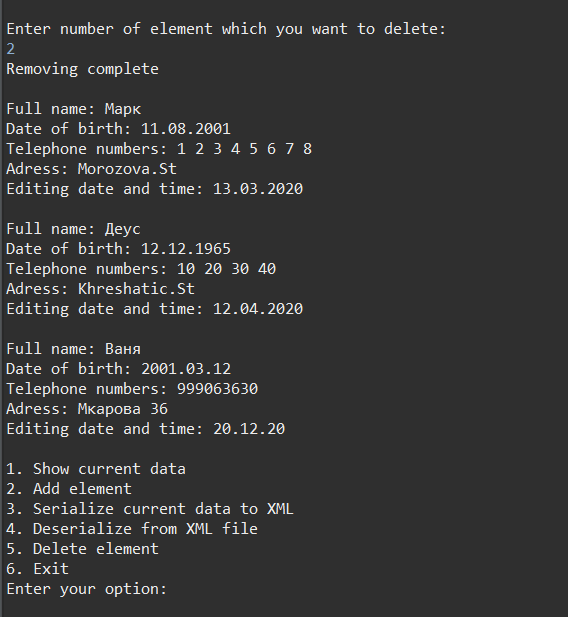 Enter number of element which you want to delete:
2
Removing complete
Full name: Марк
Date of birth: 11.08.2001
Telephone numbers: 1 2 3 4 5 6 7 8
Adress: Morozova.St
Editing date and time: 13.03.2020
Full name: Деус
Date of birth: 12.12.1965
Telephone numbers: 10 20 30 40
Adress: Khreshatic.St
Editing date and time: 12.04.2020
Full name: Ваня
Date of birth: 2001.03.12
Telephone numbers: 999063630
Adress: Мкарова 36
Editing date and time: 20.12.20
1. Show current data
2. Add element
3. Serialize current data to XML
4. Deserialize from XML file
5. Delete element
6. Exit
Enter your option: